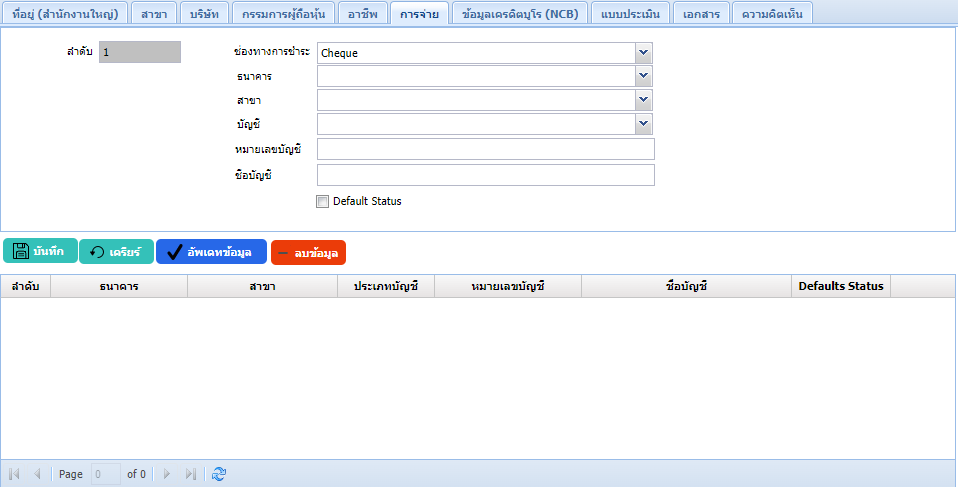 ที่อยู่ (สำนักงานใหญ่) สาขา บริษัท กรรมการผู้ถือหุ้น อาชีพ การจ่าย ข้อมูลเครดิตบูโร (NCB) แบบประเมิน เอกสาร ความคิดเห็น
ลำดับ 1 ช่องทางการชำระ Cheque
ธนาคาร
สาขา
บัญชี
หมายเลขบัญชี
ชื่อบัญชี
Default Status
บันทึก เครียร์ อัพเดทข้อมูล ลบข้อมูล
ลำดับ ธนาคาร สาขา ประเภทบัญชี หมายเลขบัญชี ชื่อบัญชี Defaults Status
Page 0 of 0